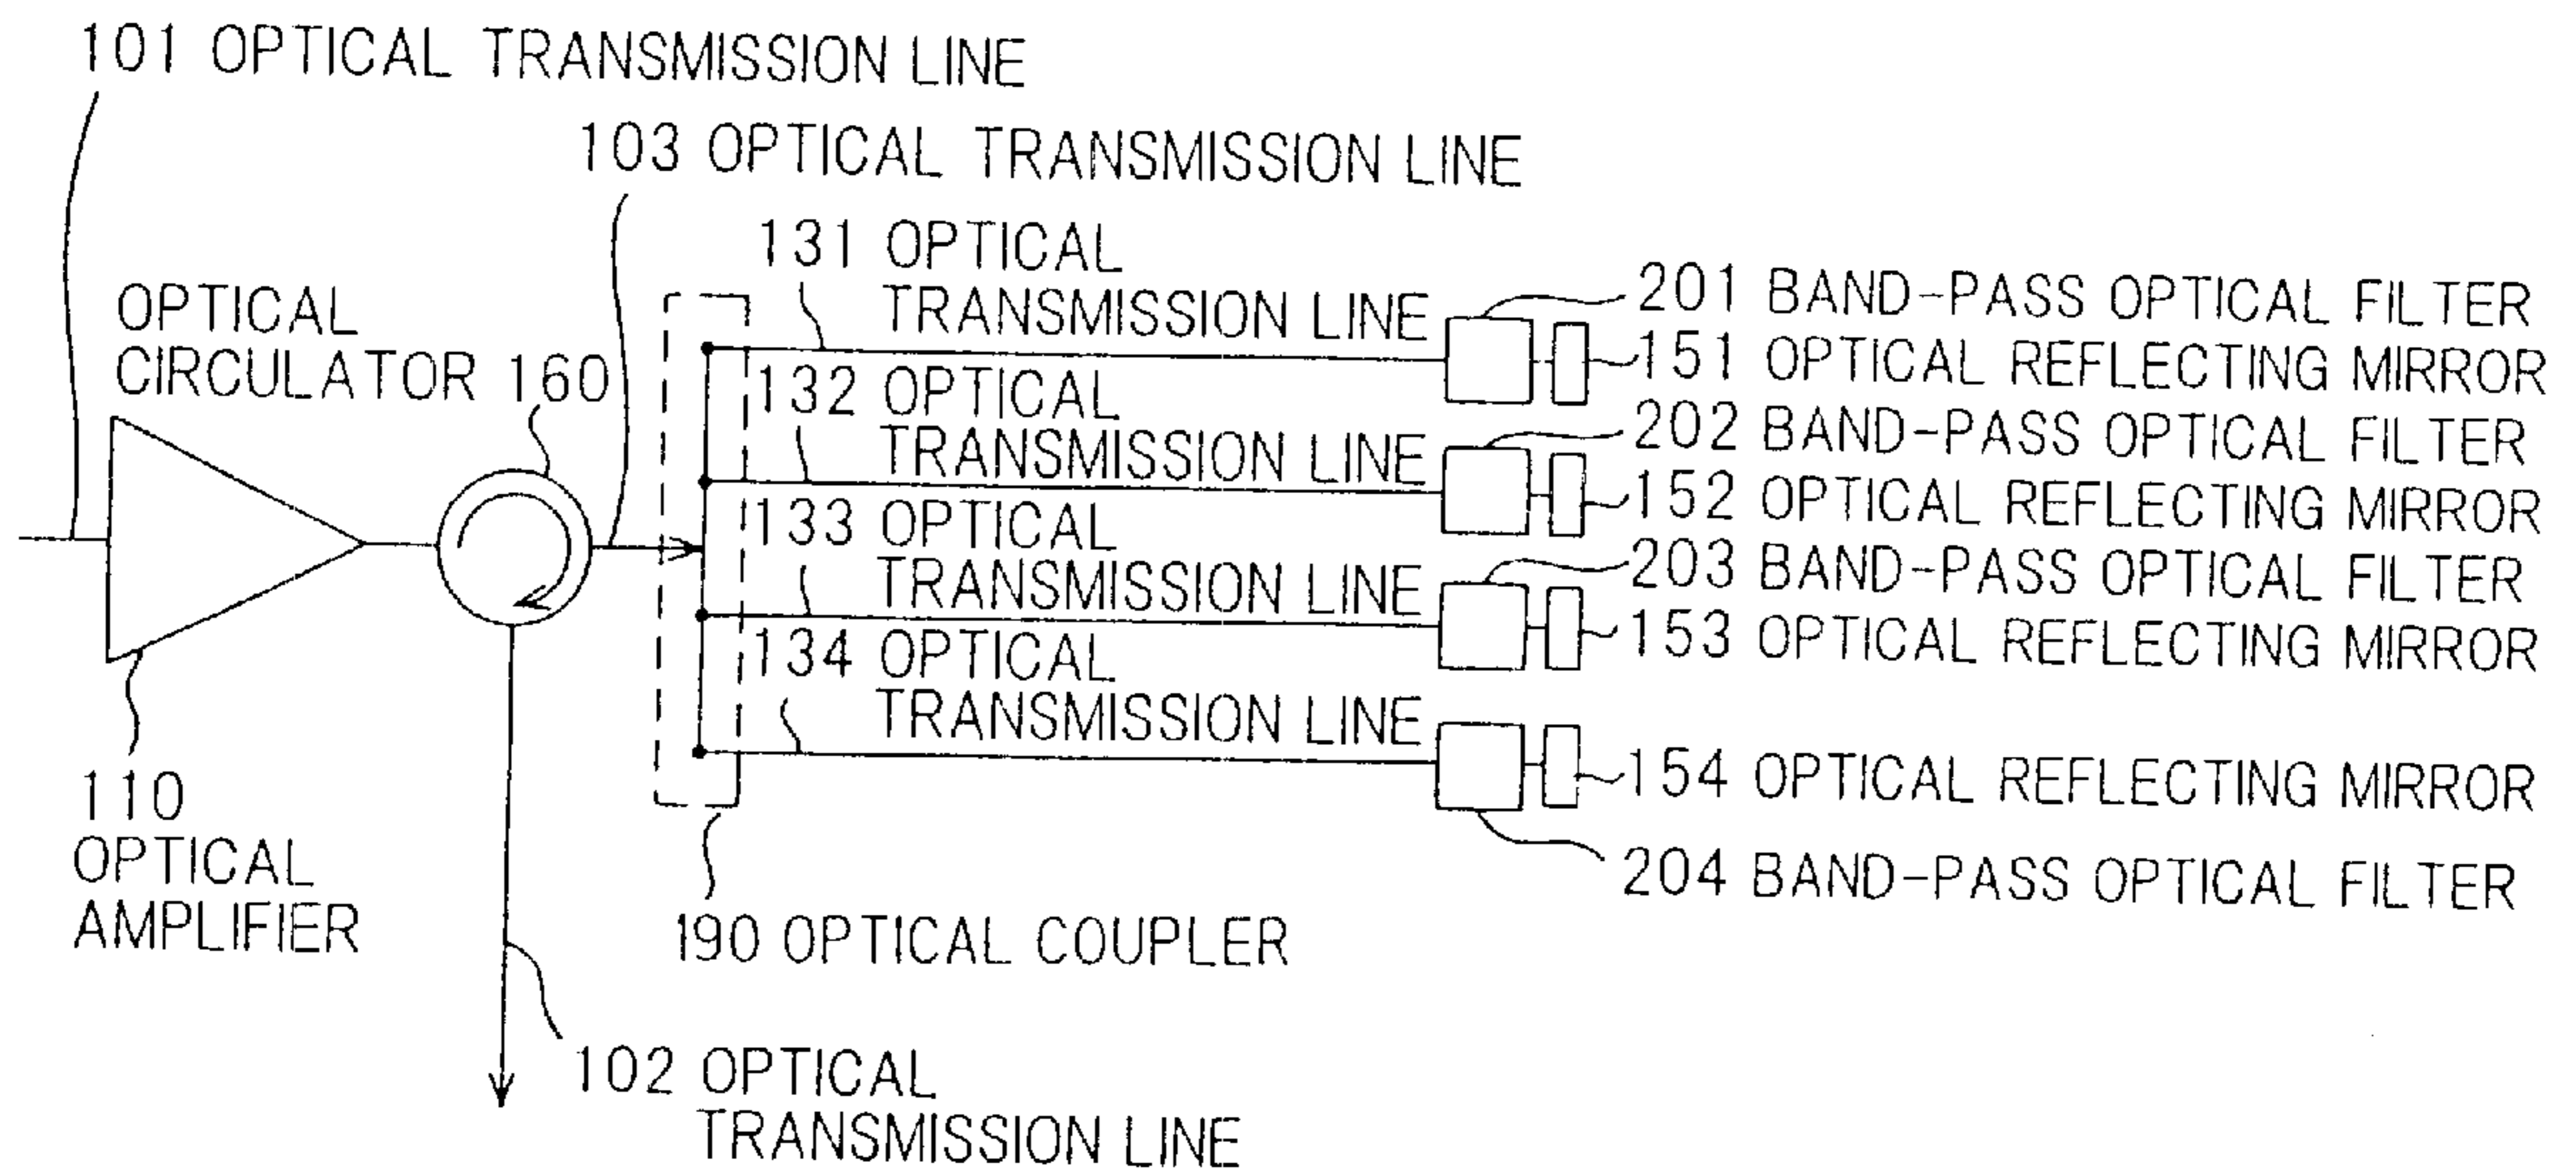 101 OPTICAL TRANSMISSION LINE
103 OPTICAL TRANSMISSION LINE
131 OPTICAL
TRANSMISSION LINE
201 BAND-PASS OPTICAL FILTER
OPTICAL
CIRCULATOR 160
151 OPTICAL REFLECTING MIRROR
132 OPTICAL
TRANSMISSION LINE
202 BAND-PASS OPTICAL FILTER
152 OPTICAL REFLECTING MIRROR
133 OPTICAL
TRANSMISSION LINE
203 BAND-PASS OPTICAL FILTER
153 OPTICAL REFLECTING MIRROR
134 OPTICAL
TRANSMISSION LINE
154 OPTICAL REFLECTING MIRROR
204 BAND-PASS OPTICAL FILTER
110
OPTICAL
AMPLIFIER
190 OPTICAL COUPLER
102 OPTICAL
TRANSMISSION LINE